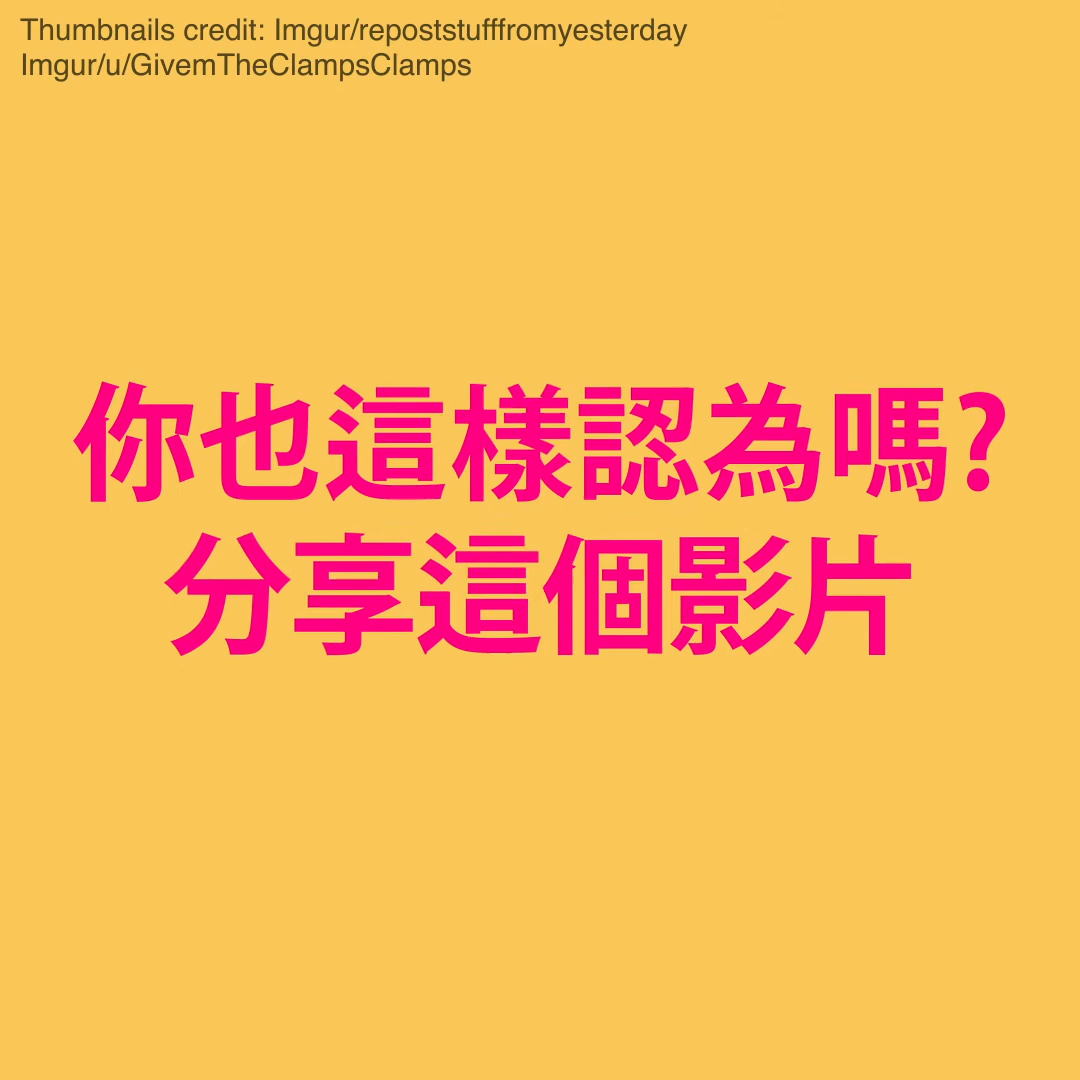 Thumbnails credit: Imgur/repoststufffromyesterday
Imgur/u/GivemTheClampsClamps
你也這樣認為嗎?
分享這個影片